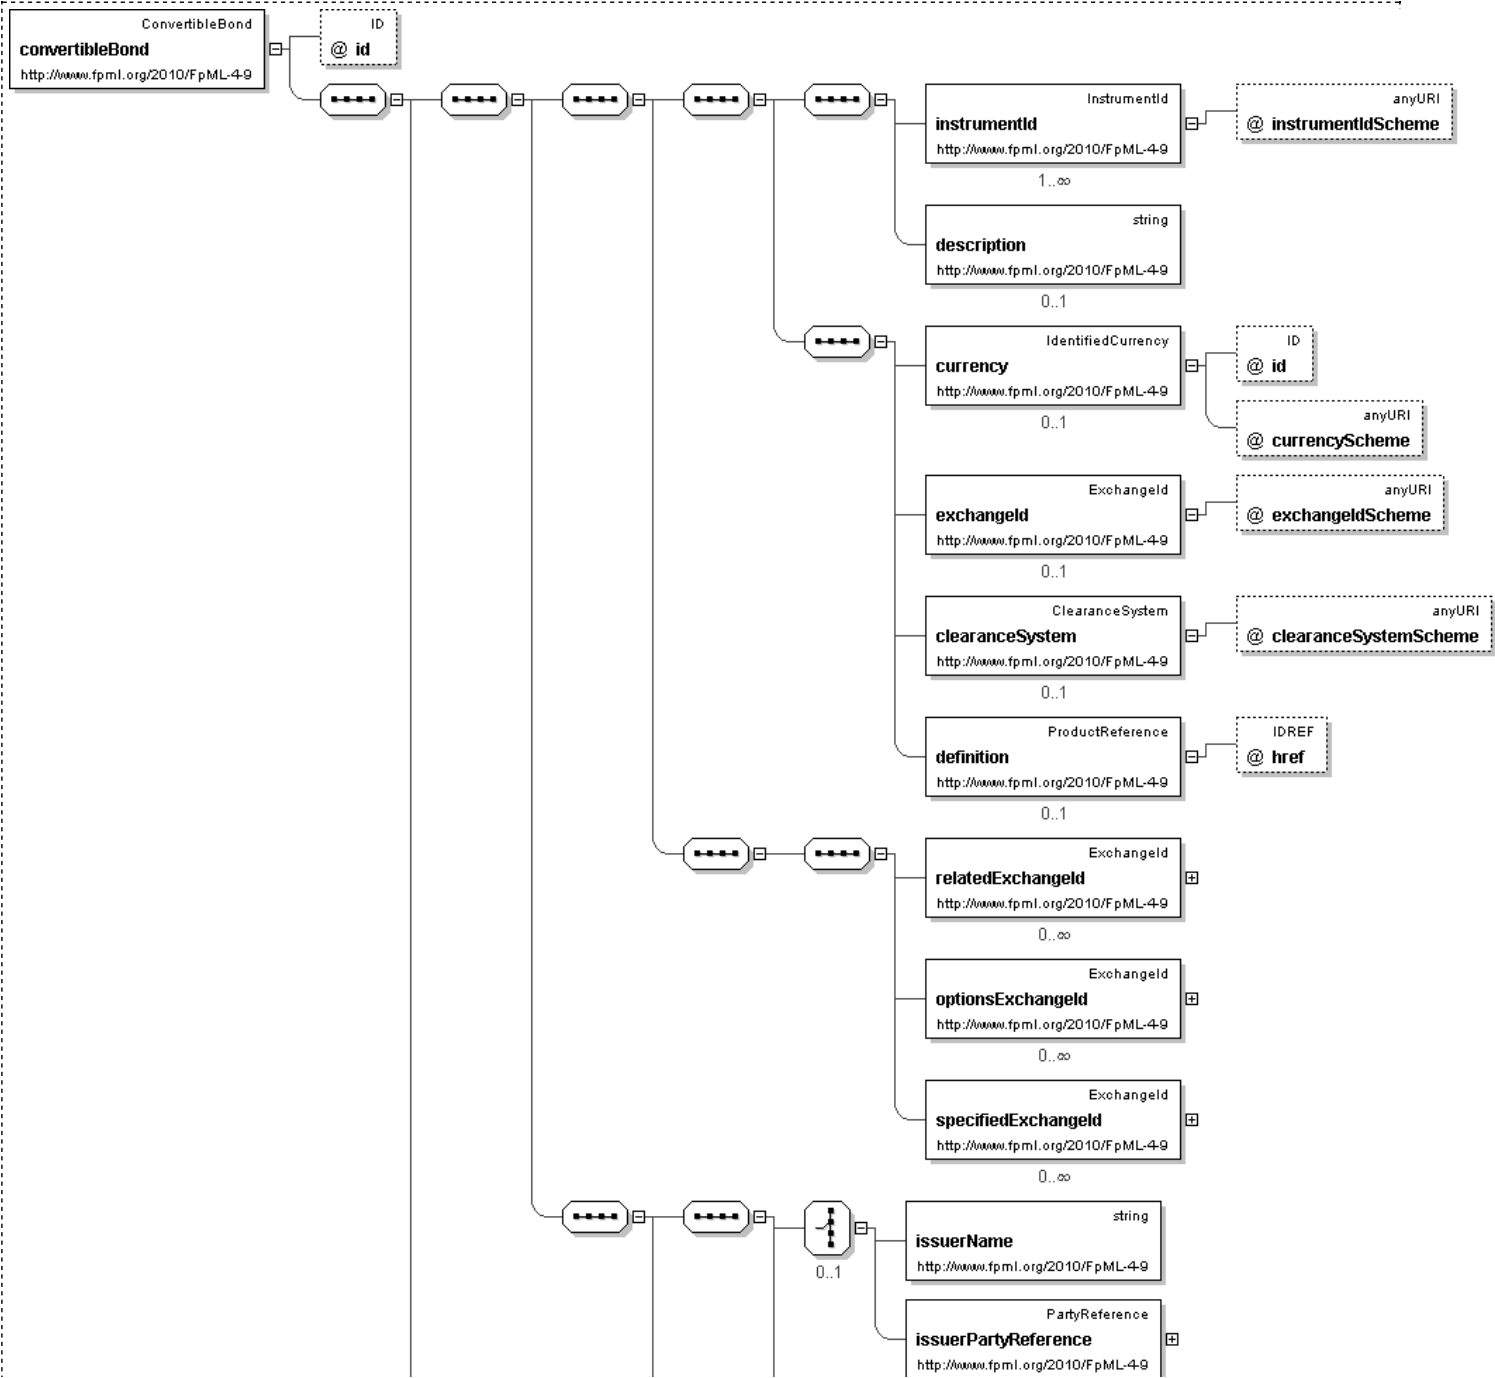 ConvertibleBond
convertibleBond
http://www.fpml.org/2010/FpML-4-9
ID
@ id
InstrumentId
instrumentId
http://www.fpml.org/2010/FpML-4-9
1..∞
anyURI
@ instrumentIdScheme
string
description
http://www.fpml.org/2010/FpML-4-9
0..1
IdentifiedCurrency
currency
http://www.fpml.org/2010/FpML-4-9
0..1
ID
@ id
anyURI
@ currencyScheme
ExchangeId
exchangeId
http://www.fpml.org/2010/FpML-4-9
0..1
anyURI
@ exchangeIdScheme
ClearanceSystem
clearanceSystem
http://www.fpml.org/2010/FpML-4-9
0..1
anyURI
@ clearanceSystemScheme
ProductReference
definition
http://www.fpml.org/2010/FpML-4-9
0..1
IDREF
@ href
ExchangeId
relatedExchangeId
http://www.fpml.org/2010/FpML-4-9
0..∞
ExchangeId
optionsExchangeId
http://www.fpml.org/2010/FpML-4-9
0..∞
ExchangeId
specifiedExchangeId
http://www.fpml.org/2010/FpML-4-9
0..∞
0..1
string
issuerName
http://www.fpml.org/2010/FpML-4-9
PartyReference
issuerPartyReference
http://www.fpml.org/2010/FpML-4-9